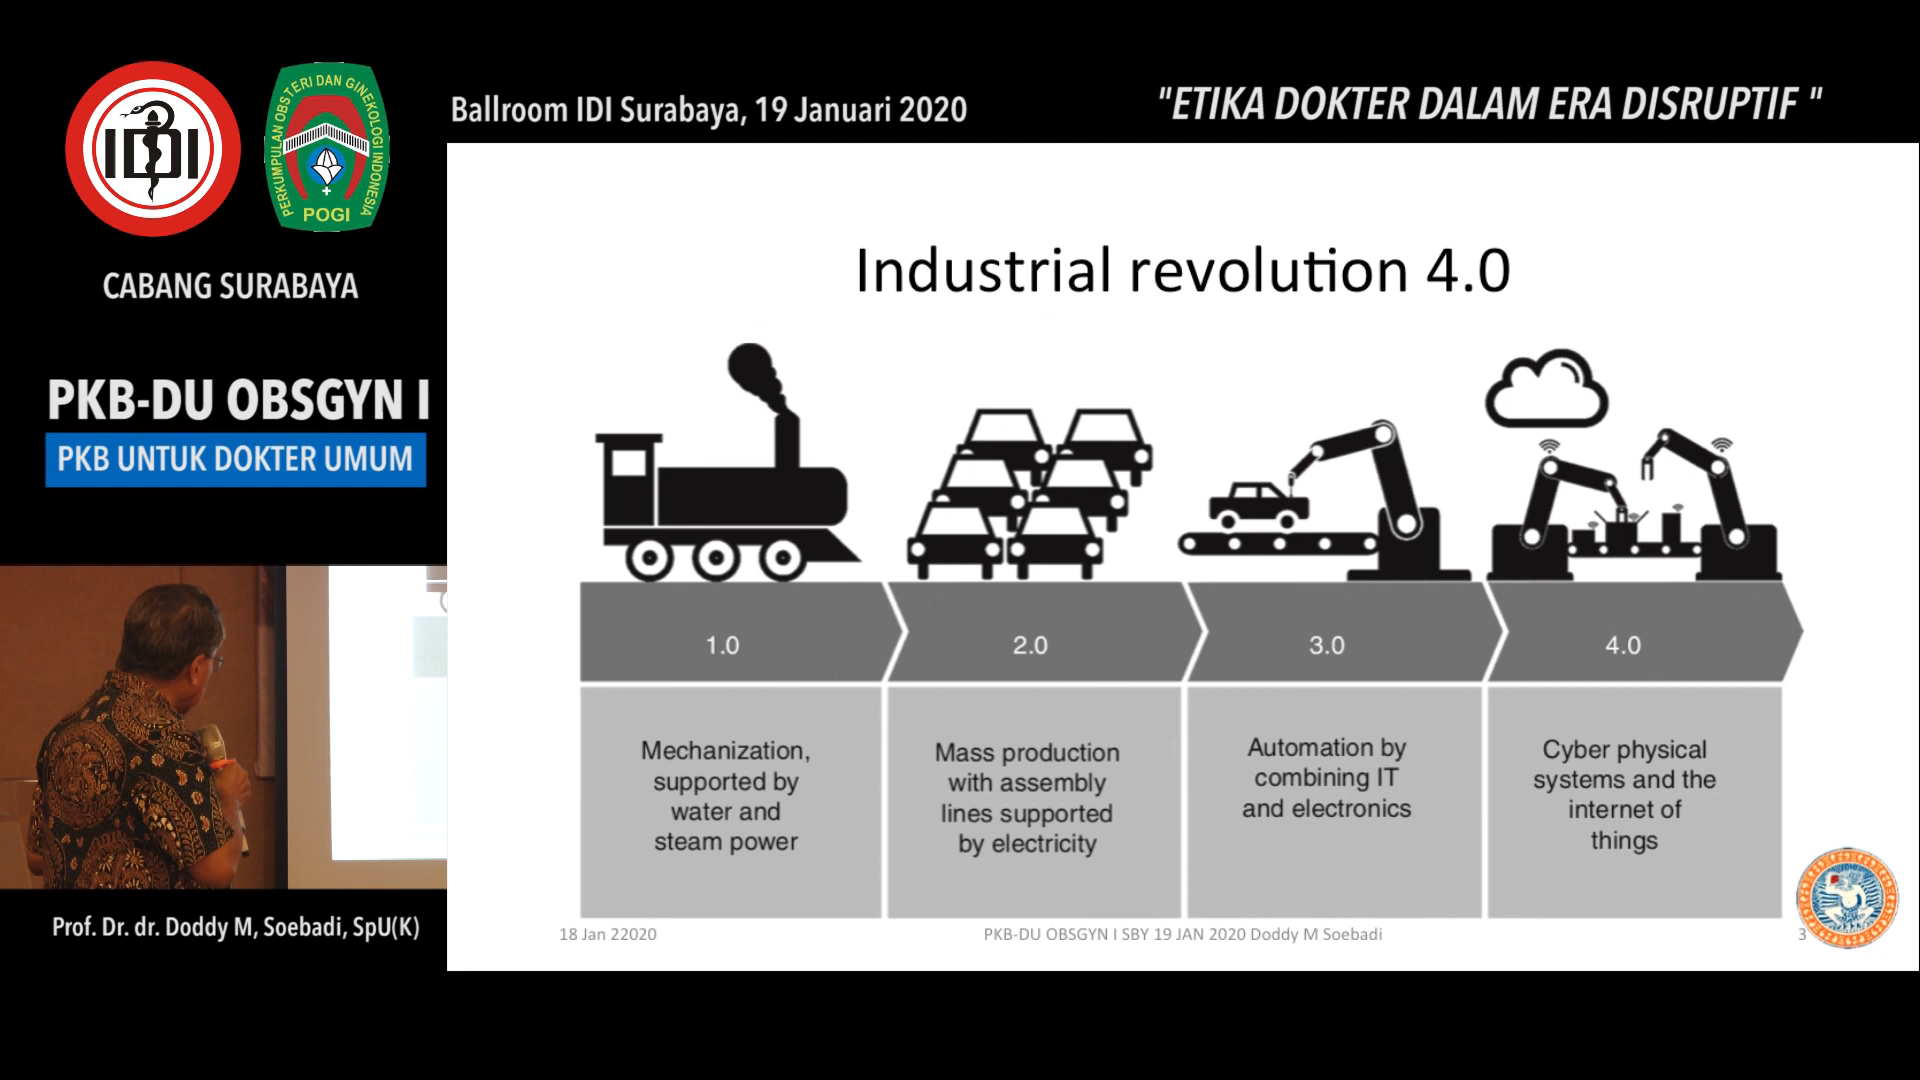 IDI
PERKUMPULAN OBSTERI DAN GINEKOLOGI INDONESIA
POGI
CABANG SURABAYA
PKB-DU OBSGYN I
PKB UNTUK DOKTER UMUM
Prof. Dr. dr. Doddy M, Soebadi, SpU(K)
Ballroom IDI Surabaya, 19 Januari 2020
"ETIKA DOKTER DALAM ERA DISRUPTIF "
Industrial revolution 4.0
1.0
2.0
3.0
4.0
Mechanization,
supported by
water and
steam power
Mass production
with assembly
lines supported
by electricity
Automation by
combining IT
and electronics
Cyber physical
systems and the
internet of
things
18 Jan 22020
PKB-DU OBSGYN I SBY 19 JAN 2020 Doddy M Soebadi
3